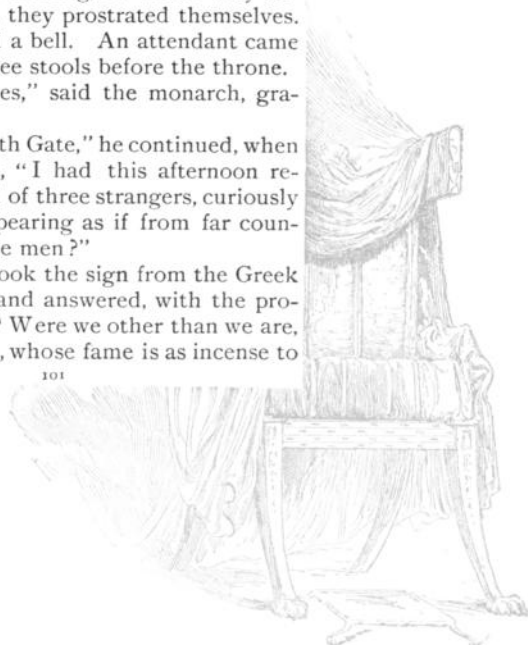 they prostrated themselves.
a bell. An attendant came
ee stools before the throne.
es," said the monarch, gra-
th Gate," he continued, when
, "I had this afternoon re-
of three strangers, curiously
pearing as if from far coun-
e men?"
ook the sign from the Greek
and answered, with the pro-
Were we other than we are,
, whose fame is as incense to
101